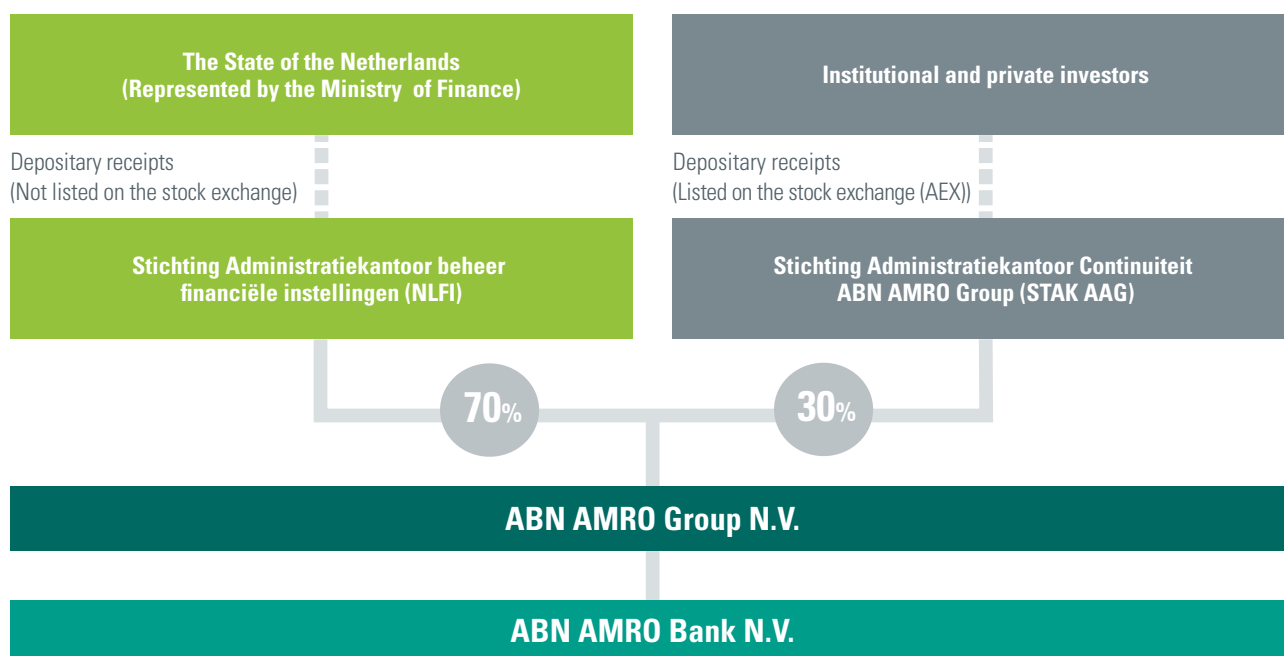 The State of the Netherlands
(Represented by the Ministry of Finance)
Institutional and private investors
Depositary receipts
(Not listed on the stock exchange)
Depositary receipts
(Listed on the stock exchange (AEX))
Stichting Administratiekantoor beheer
financiële instellingen (NLFI)
Stichting Administratiekantoor Continuiteit
ABN AMRO Group (STAK AAG)
70%
30%
ABN AMRO Group N.V.
ABN AMRO Bank N.V.